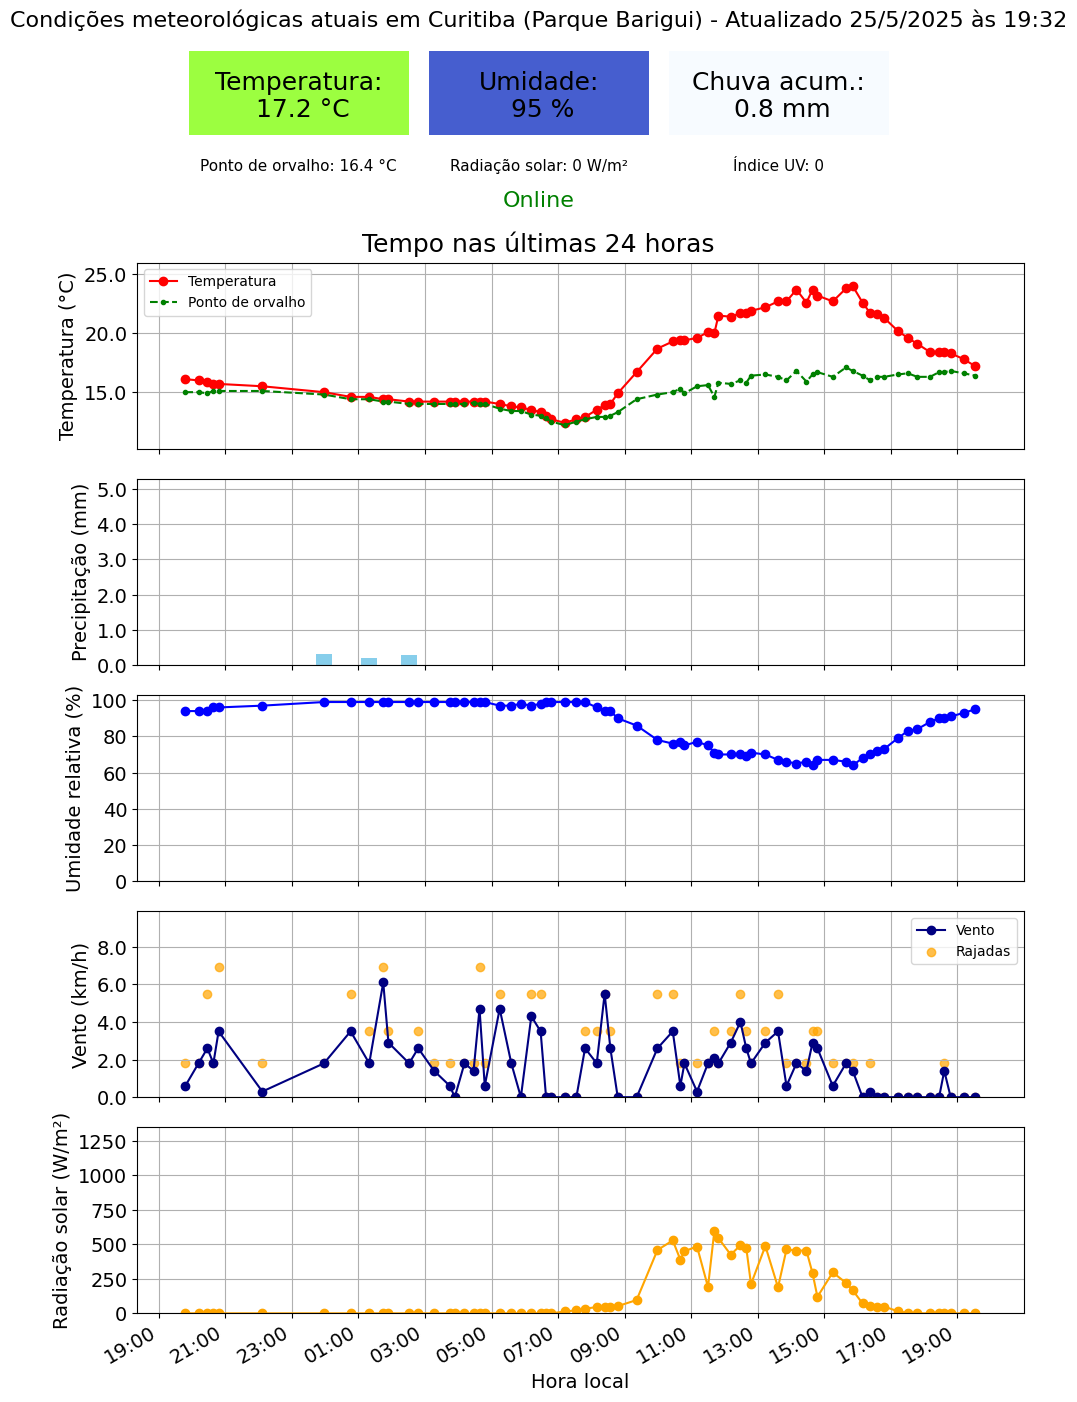 Condições meteorológicas atuais em Curitiba (Parque Barigui) - Atualizado 25/5/2025 às 19:32
Temperatura:
17.2 °C
Umidade:
95 %
Chuva acum.:
0.8 mm
Ponto de orvalho: 16.4 °C
Radiação solar: 0 W/m²
Índice UV: 0
Online
Tempo nas últimas 24 horas
Temperatura (°C)
25.0
20.0
15.0
Temperatura
Ponto de orvalho
Precipitação (mm)
5.0
4.0
3.0
2.0
1.0
0.0
Umidade relativa (%)
100
80
60
40
20
0
Vento (km/h)
8.0
6.0
4.0
2.0
0.0
Vento
Rajadas
Radiação solar (W/m²)
1250
1000
750
500
250
0
19:00
21:00
23:00
01:00
03:00
05:00
07:00
09:00
11:00
13:00
15:00
17:00
19:00
Hora local